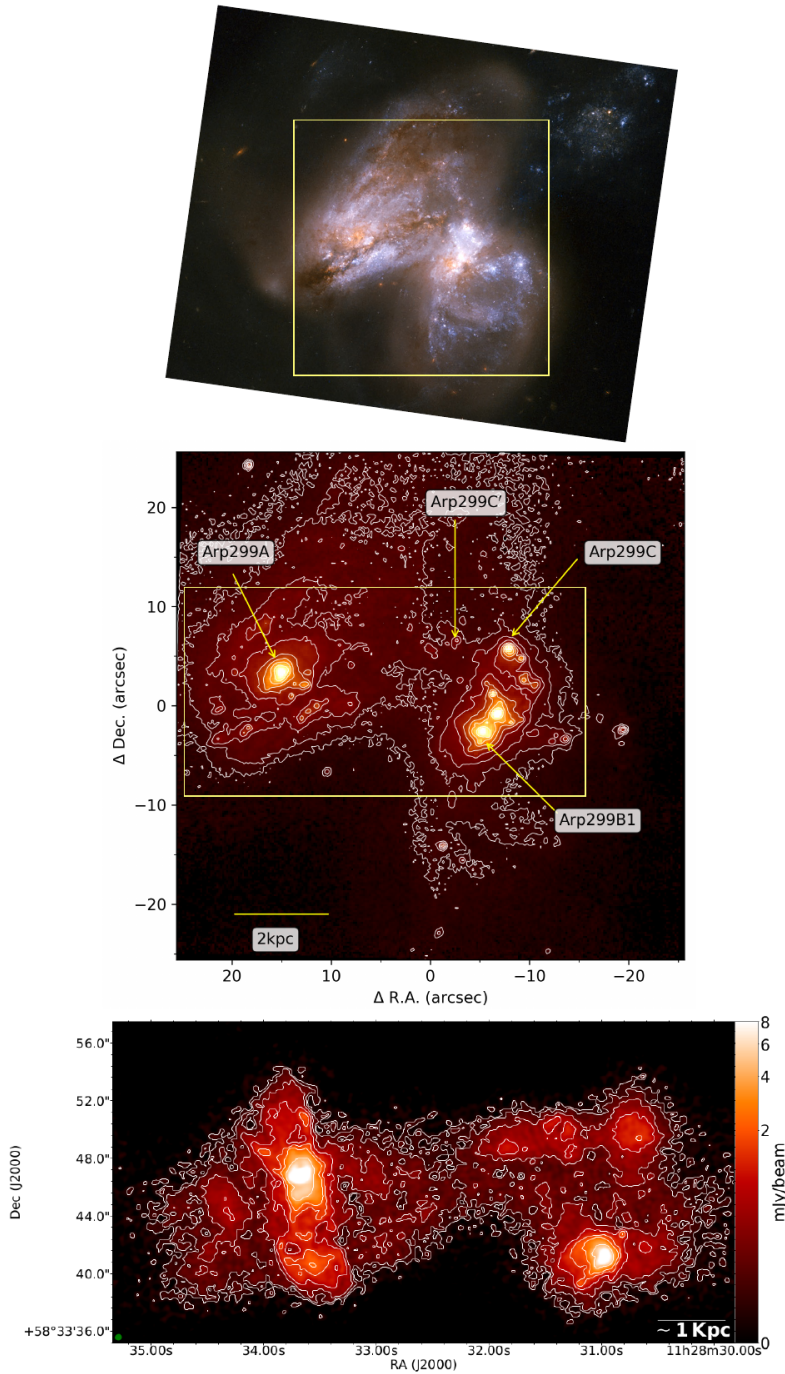 20
10
0
−10
−20
Δ Dec. (arcsec)
Arp299A
Arp299C′
Arp299C
Arp299B1
2kpc
20
10
0
−10
−20
Δ R.A. (arcsec)
56.0"
52.0"
48.0"
44.0"
40.0"
+58°33'36.0"
Dec (J2000)
~ 1 Kpc
8
6
4
2
0
mJy/beam
35.00s
34.00s
33.00s
32.00s
31.00s
11h28m30.00s
RA (J2000)